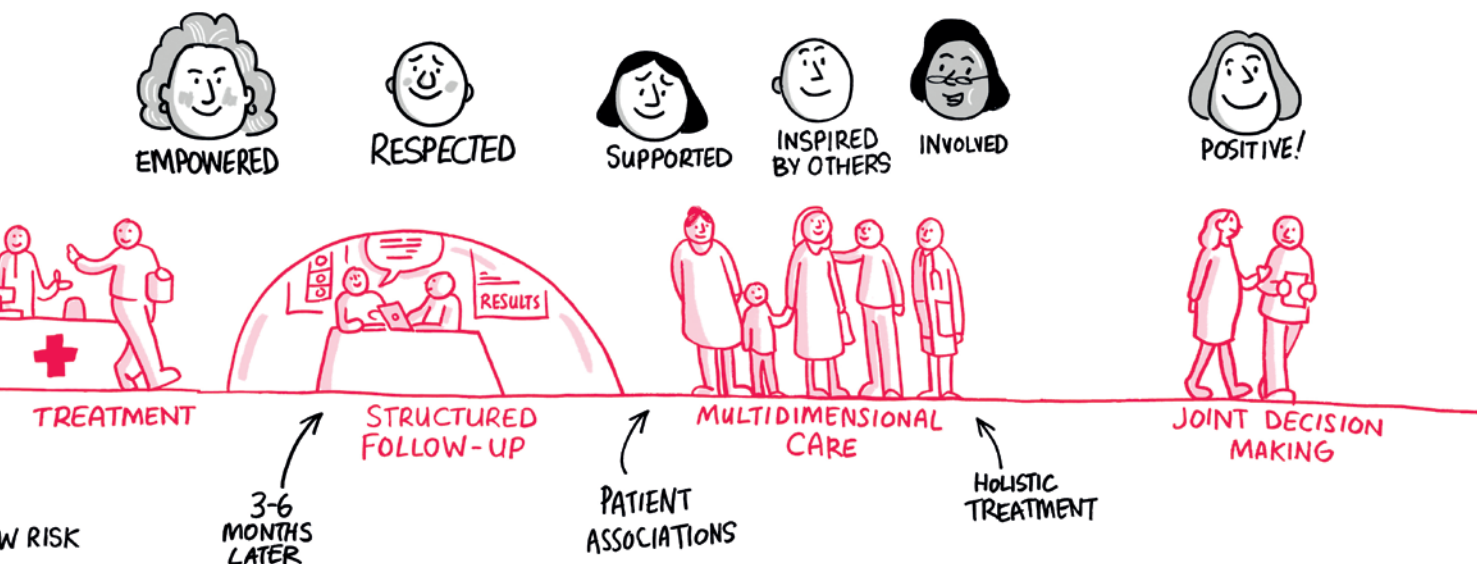 EMPOWERED
RESPECTED
SUPPORTED
INSPIRED
BY OTHERS
INVOLVED
POSITIVE!
RESULTS
TREATMENT
STRUCTURED
FOLLOW-UP
MULTIDIMENSIONAL
CARE
JOINT DECISION
MAKING
3-6
MONTHS
LATER
PATIENT
ASSOCIATIONS
HOLISTIC
TREATMENT
W RISK